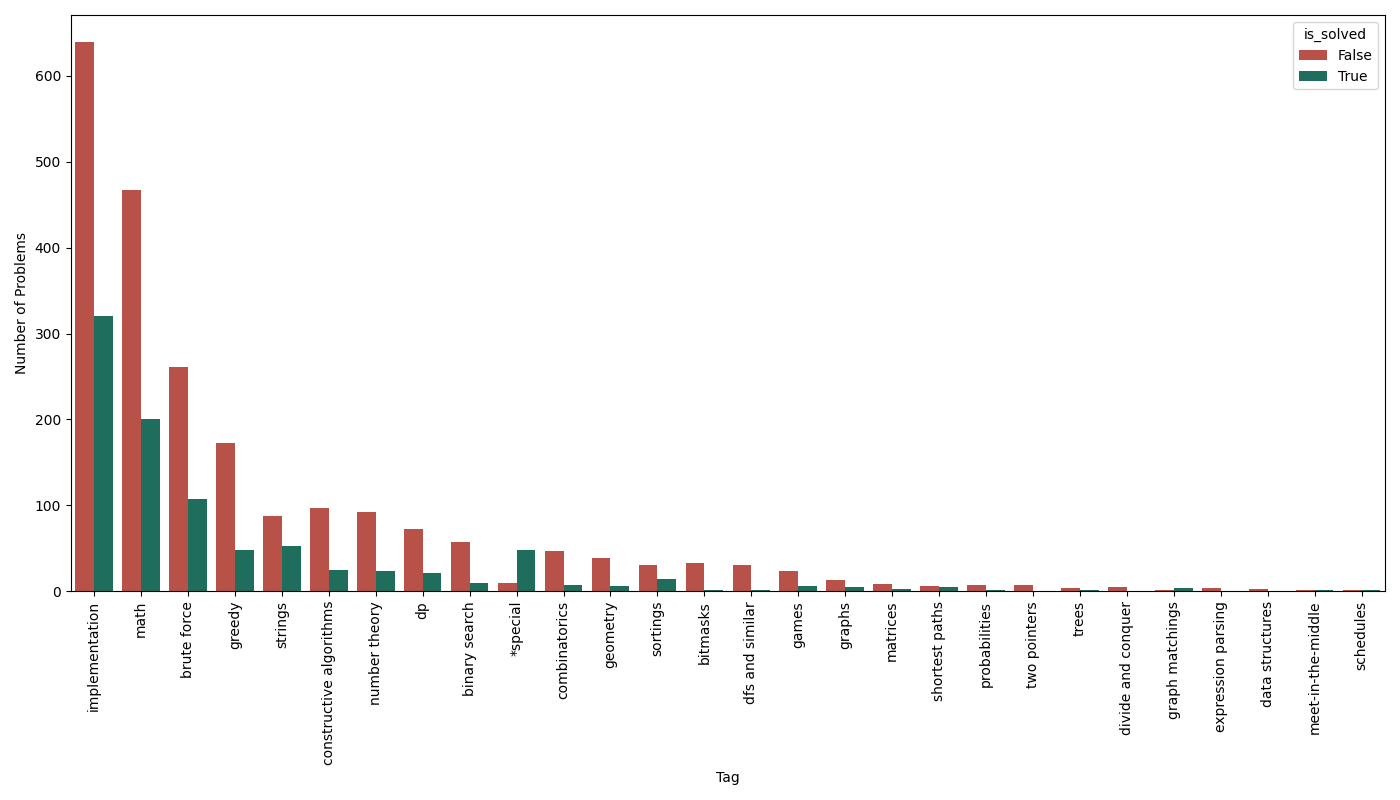 is_solved
False
True
Number of Problems
600
500
400
300
200
100
0
implementation
math
brute force
greedy
strings
constructive algorithms
number theory
dp
binary search
*special
combinatorics
geometry
sortings
bitmasks
dfs and similar
games
graphs
matrices
shortest paths
probabilities
two pointers
trees
divide and conquer
graph matchings
expression parsing
data structures
meet-in-the-middle
schedules
Tag